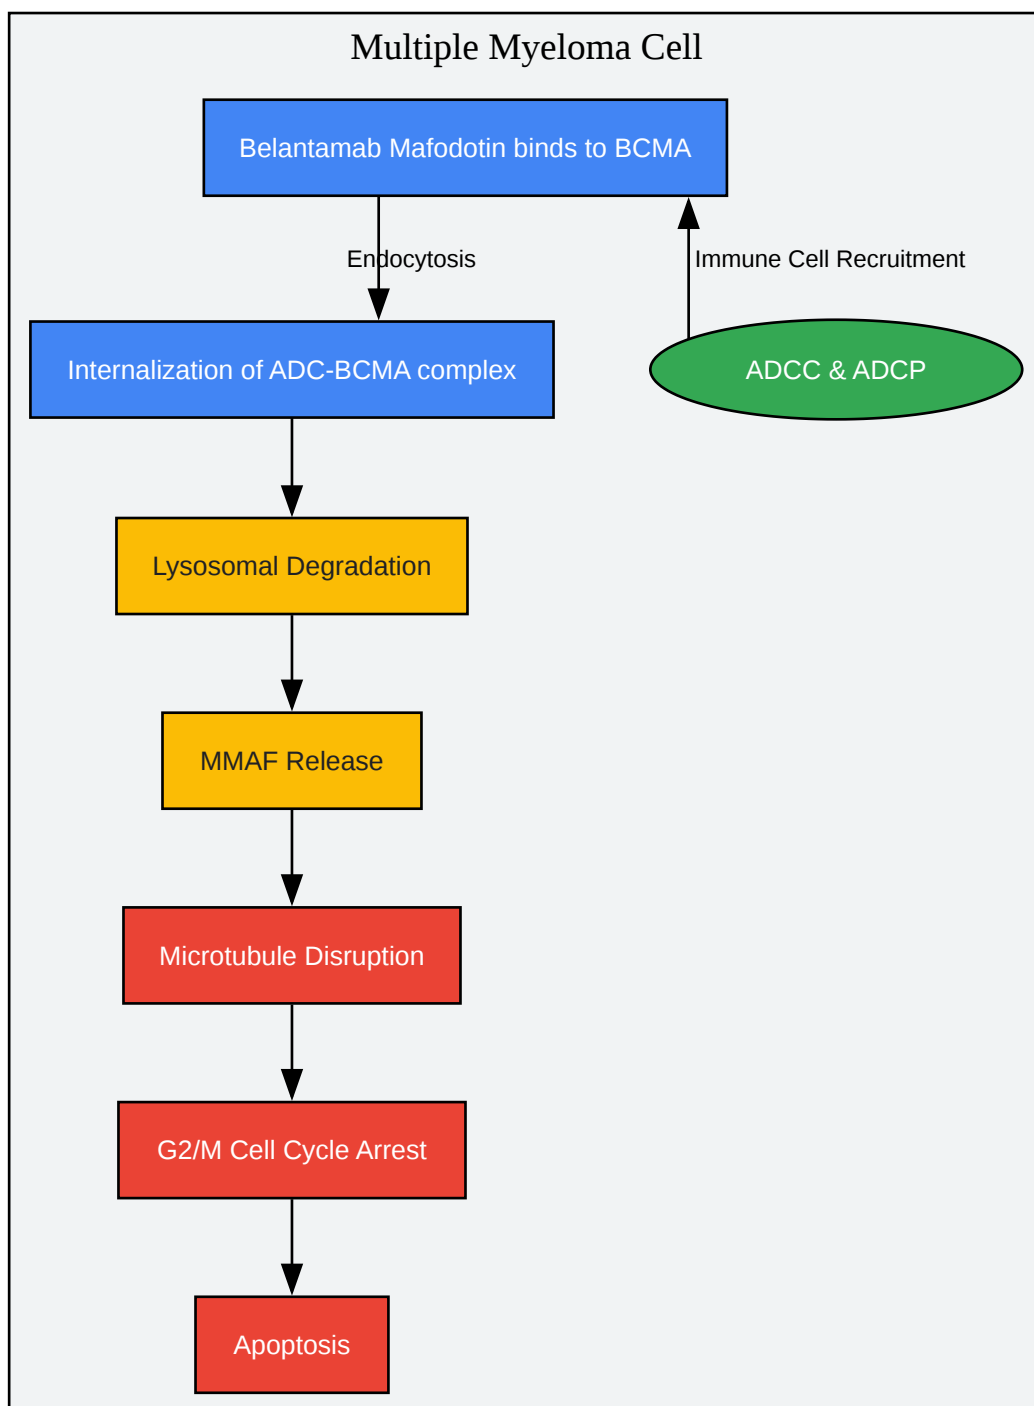 Multiple Myeloma Cell
Belantamab Mafodotin binds to BCMA
Endocytosis
Immune Cell Recruitment
Internalization of ADC-BCMA complex
ADCC & ADCP
Lysosomal Degradation
MMAF Release
Microtubule Disruption
G2/M Cell Cycle Arrest
Apoptosis